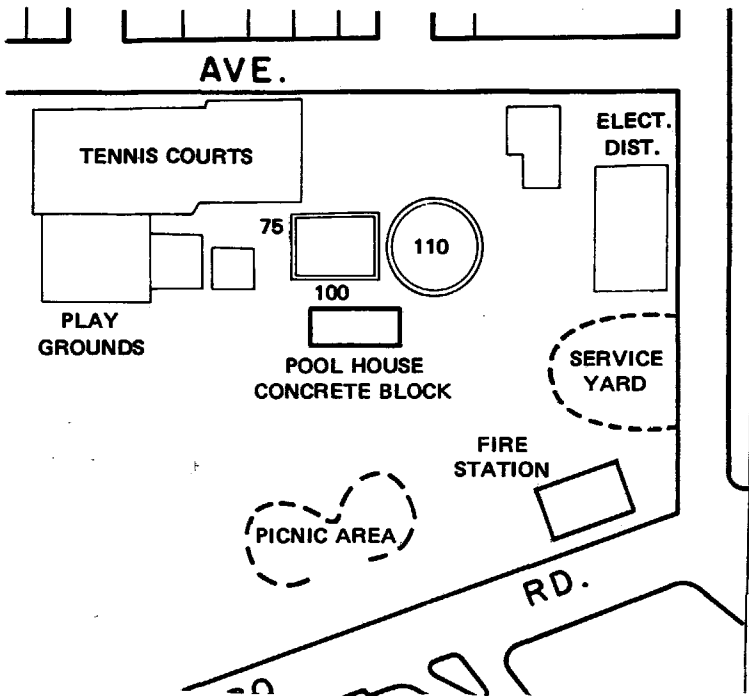 AVE.
TENNIS COURTS
ELECT.
DIST.
75
110
100
PLAY
GROUNDS
POOL HOUSE
CONCRETE BLOCK
SERVICE
YARD
FIRE
STATION
PICNIC AREA
RD.